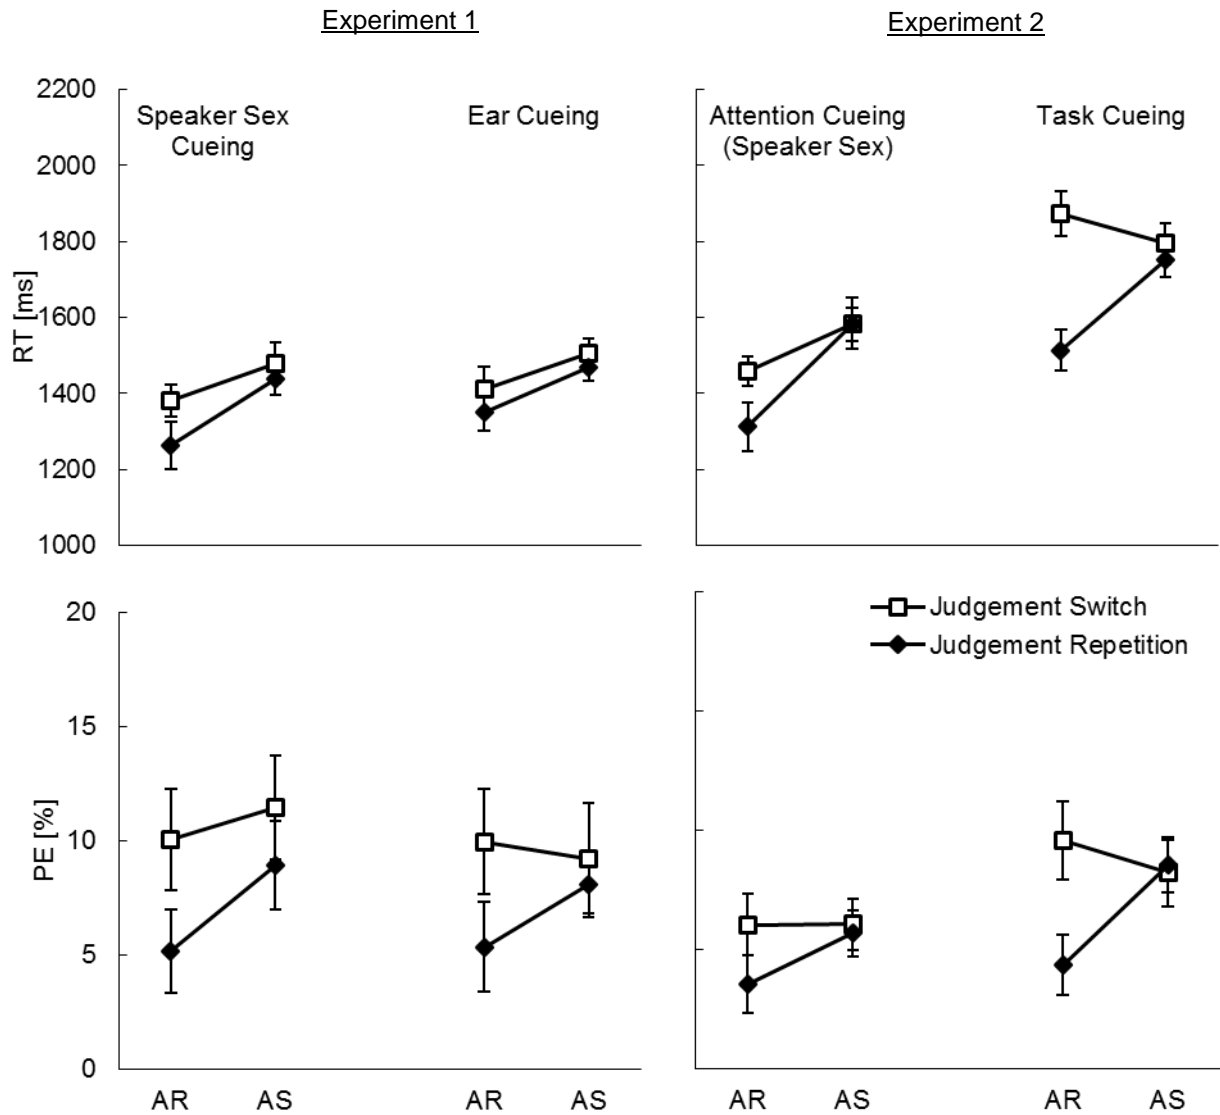 Experiment 1
Experiment 2
2200
2000
1800
1600
1400
1200
1000
RT [ms]
Speaker Sex
Cueing
Ear Cueing
Attention Cueing
(Speaker Sex)
Task Cueing
20
15
10
5
0
PE [%]
Judgement Switch
Judgement Repetition
AR
AS
AR
AS
AR
AS
AR
AS